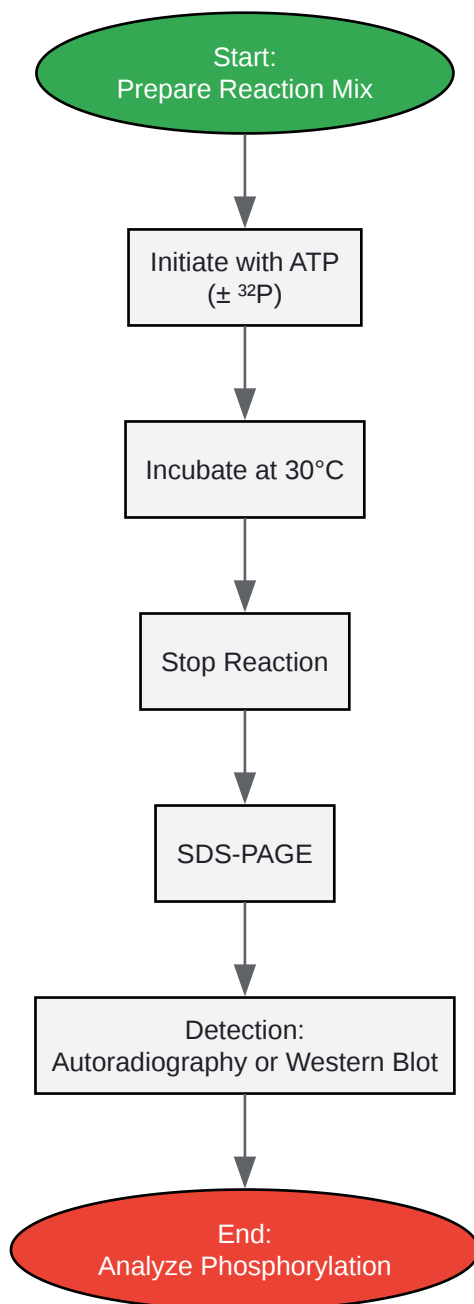 Start:
Prepare Reaction Mix
Initiate with ATP
(± ³²P)
Incubate at 30°C
Stop Reaction
SDS-PAGE
Detection:
Autoradiography or Western Blot
End:
Analyze Phosphorylation